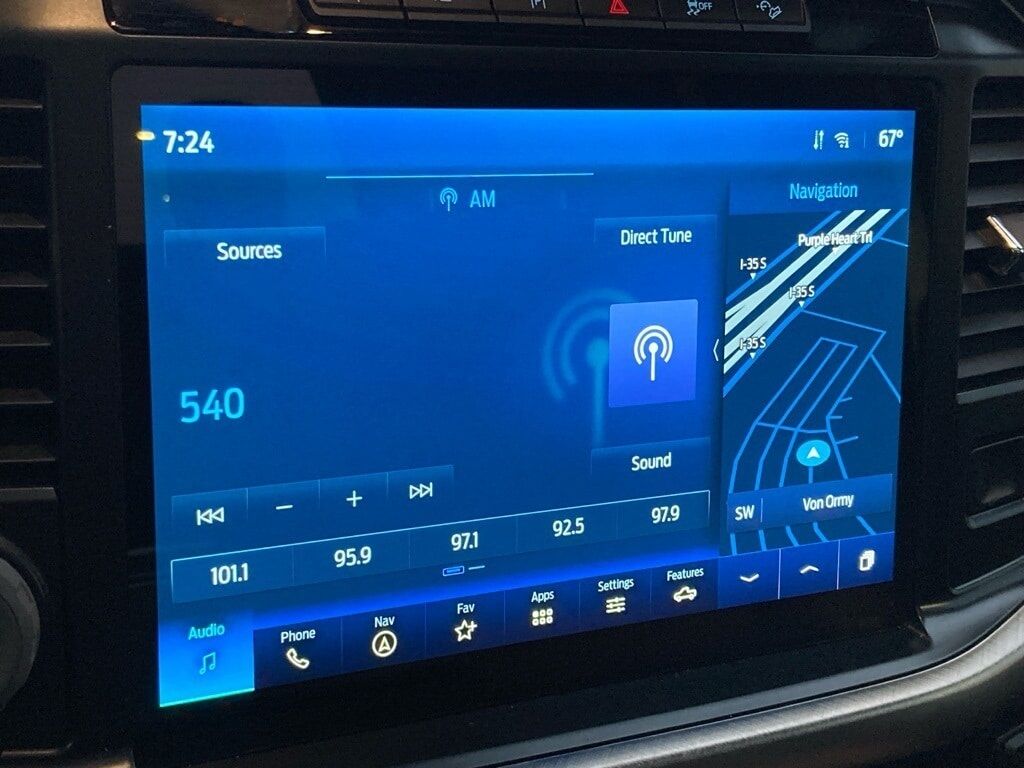 OFF
7:24
67°
AM
Navigation
Sources
Direct Tune
Purple Heart Trl
I-35 S
I-35 S
I-35 S
540
Sound
SW
Von Ormy
101.1
95.9
97.1
92.5
97.9
Audio
Phone
Nav
Fav
Apps
Settings
Features